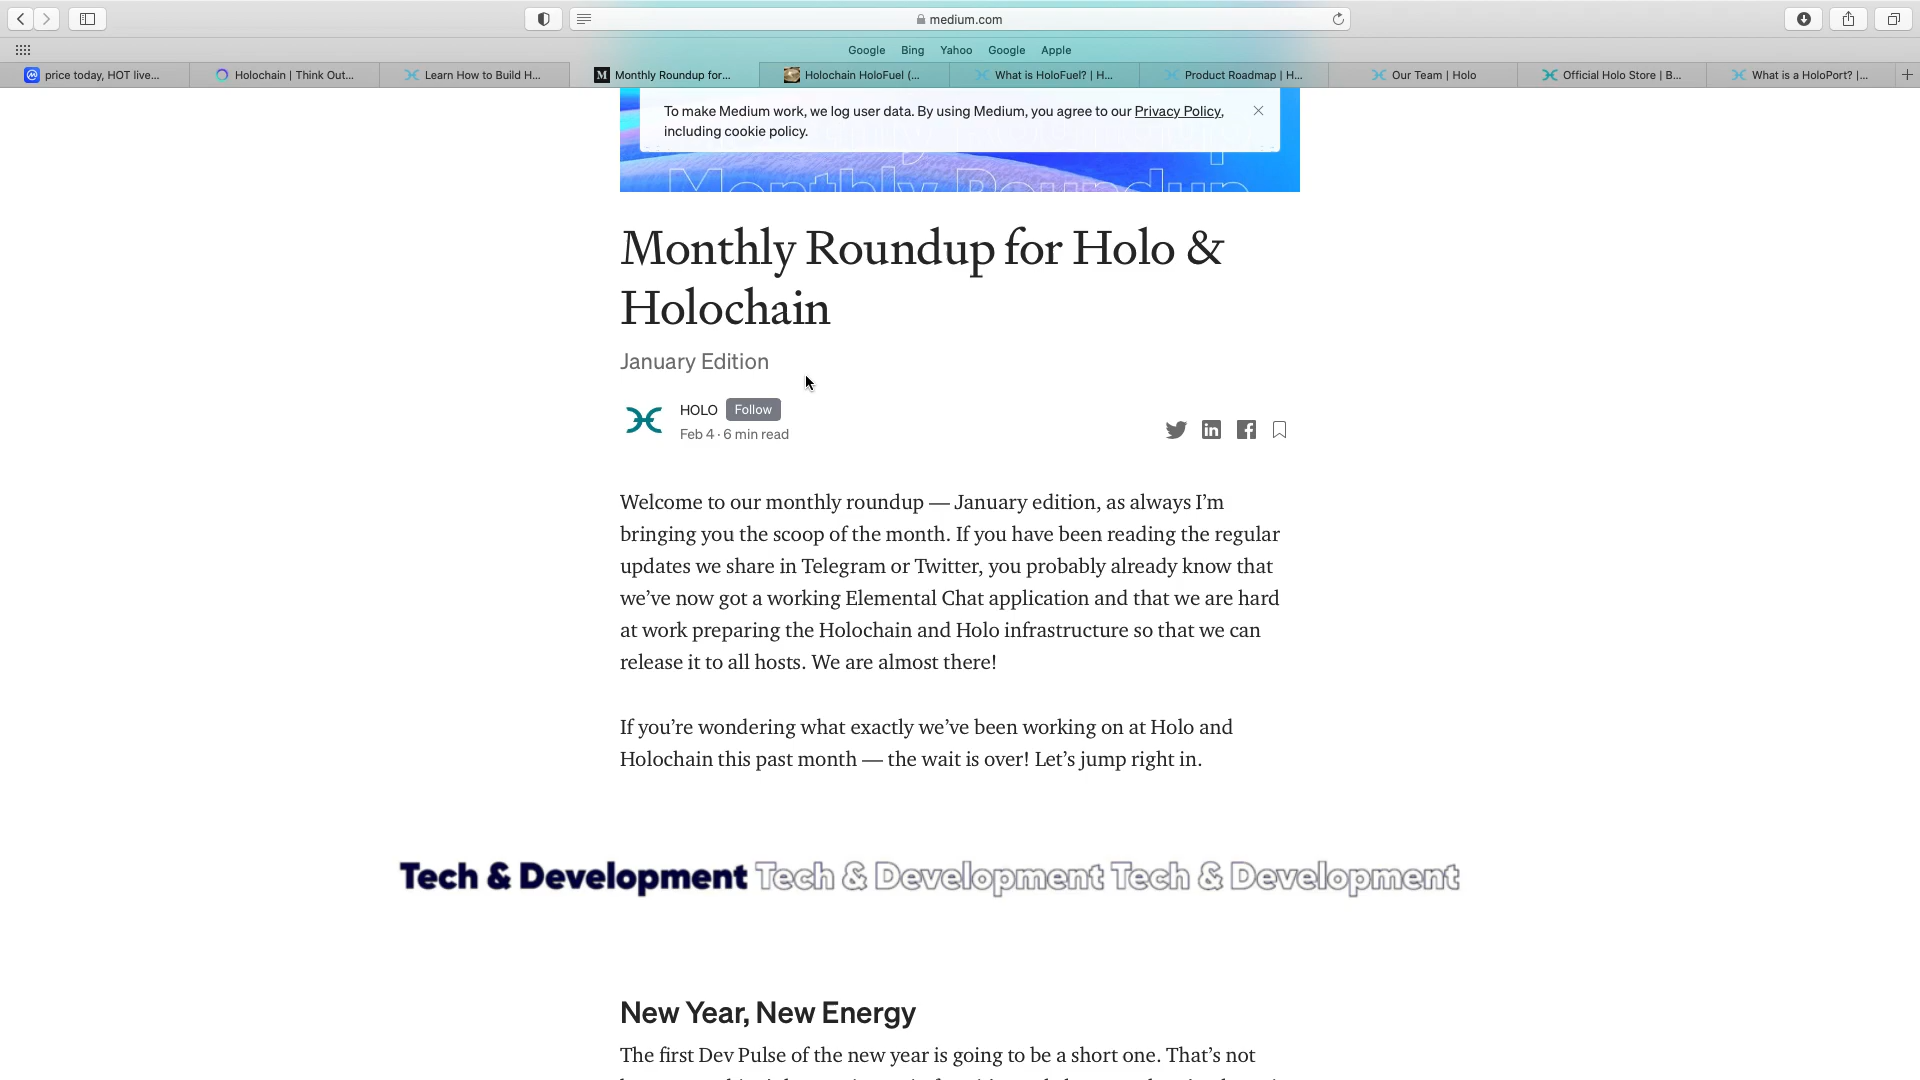 medium.com
Google Bing Yahoo Google Apple
price today, HOT live...
Holochain | Think Out...
Learn How to Build H...
M Monthly Roundup for...
Holochain HoloFuel (...
What is HoloFuel? | H...
Product Roadmap | H...
Our Team | Holo
Official Holo Store | B...
What is a HoloPort? |...
To make Medium work, we log user data. By using Medium, you agree to our Privacy Policy,
including cookie policy.
Monthly Roundup
Monthly Roundup for Holo &
Holochain
January Edition
HOLO Follow
Feb 4 · 6 min read
Welcome to our monthly roundup — January edition, as always I’m
bringing you the scoop of the month. If you have been reading the regular
updates we share in Telegram or Twitter, you probably already know that
we’ve now got a working Elemental Chat application and that we are hard
at work preparing the Holochain and Holo infrastructure so that we can
release it to all hosts. We are almost there!
If you’re wondering what exactly we’ve been working on at Holo and
Holochain this past month — the wait is over! Let’s jump right in.
Tech & Development Tech & Development Tech & Development
New Year, New Energy
The first Dev Pulse of the new year is going to be a short one. That’s not